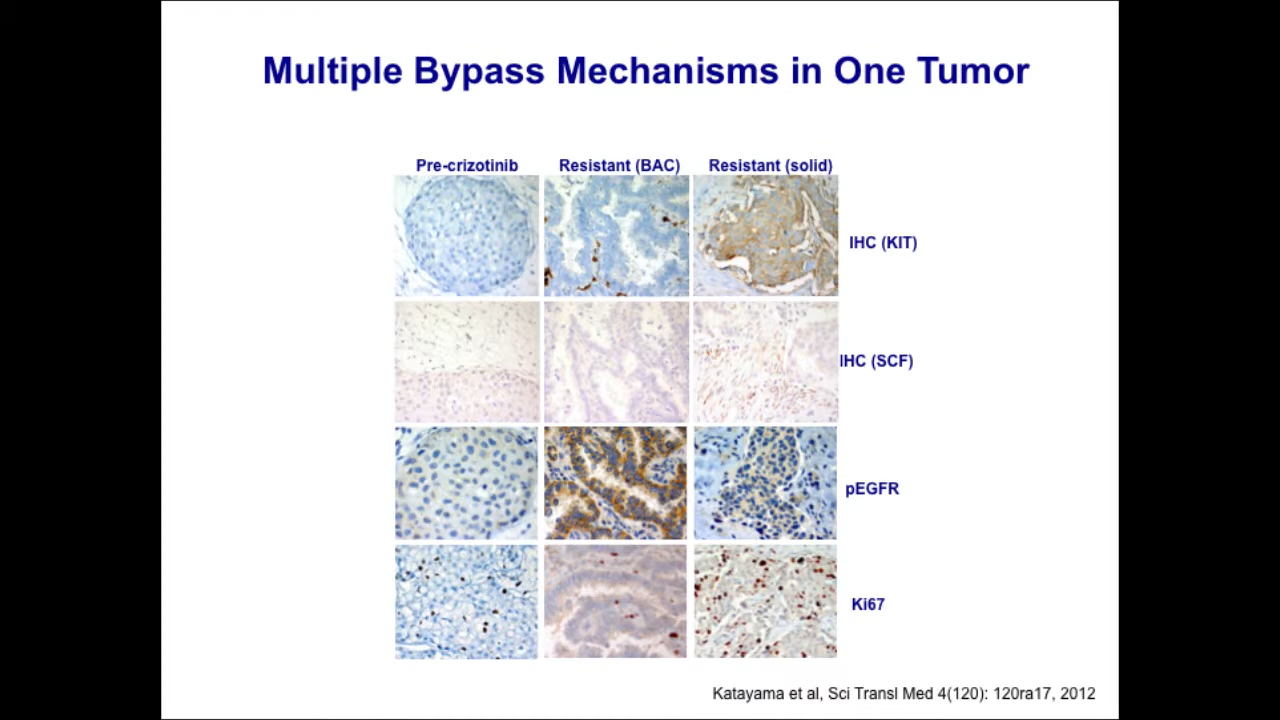 Multiple Bypass Mechanisms in One Tumor
Pre-crizotinib
Resistant (BAC)
Resistant (solid)
IHC (KIT)
IHC (SCF)
pEGFR
Ki67
Katayama et al, Sci Transl Med 4(120): 120ra17, 2012